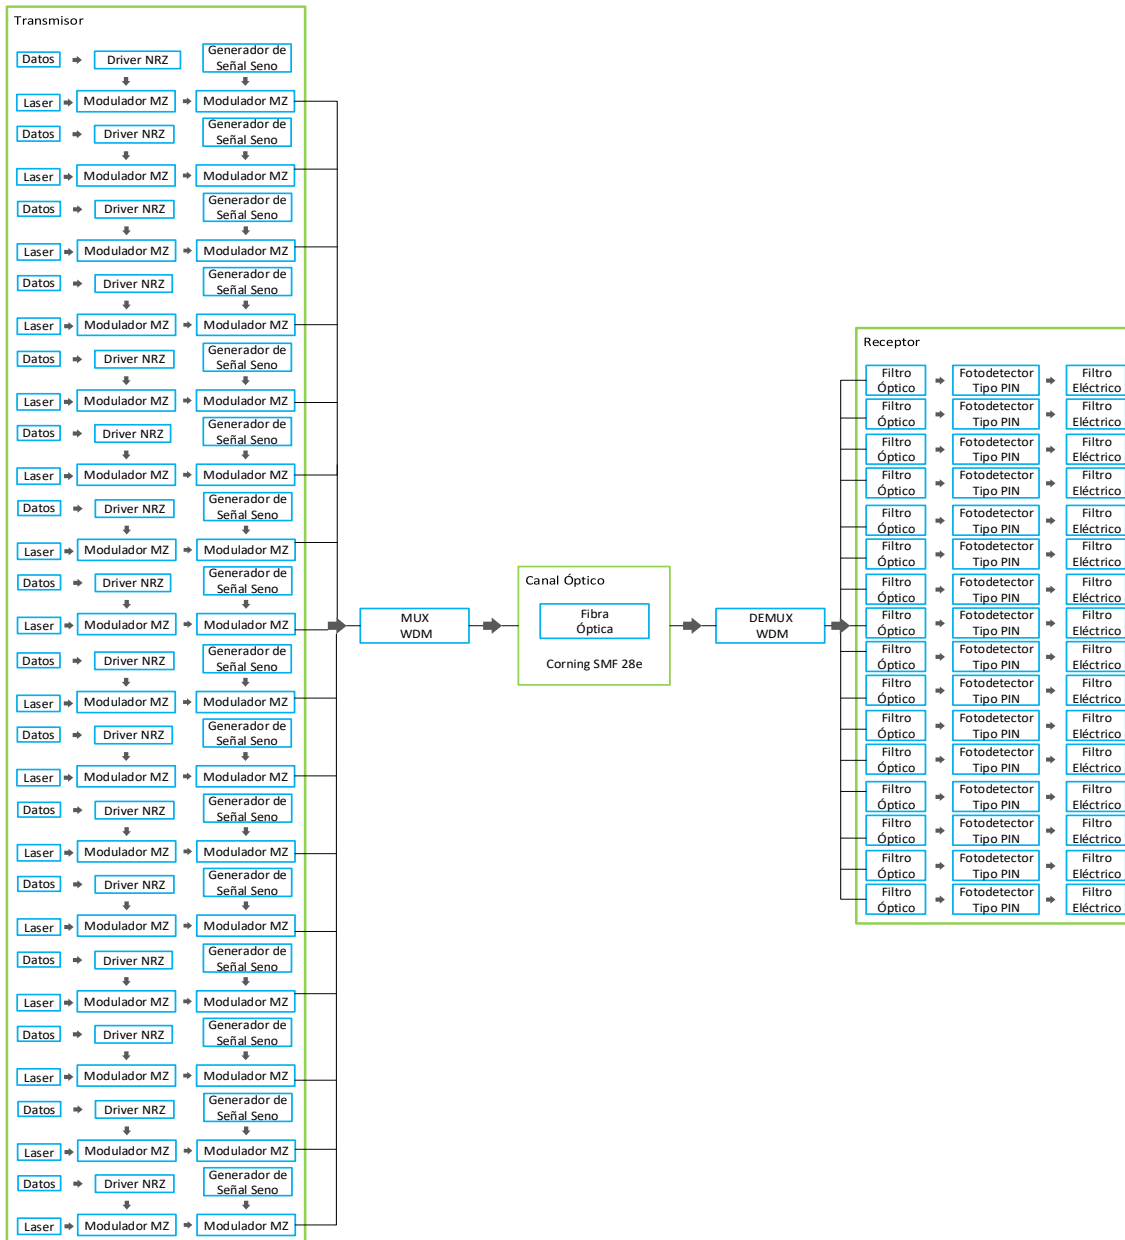 Transmisor
Datos
Driver NRZ
Generador de
Señal Seno
Laser
Modulador MZ
Modulador MZ
Datos
Driver NRZ
Generador de
Señal Seno
Laser
Modulador MZ
Modulador MZ
Datos
Driver NRZ
Generador de
Señal Seno
Laser
Modulador MZ
Modulador MZ
Datos
Driver NRZ
Generador de
Señal Seno
Laser
Modulador MZ
Modulador MZ
Datos
Driver NRZ
Generador de
Señal Seno
Laser
Modulador MZ
Modulador MZ
Datos
Driver NRZ
Generador de
Señal Seno
Laser
Modulador MZ
Modulador MZ
Datos
Driver NRZ
Generador de
Señal Seno
Laser
Modulador MZ
Modulador MZ
Datos
Driver NRZ
Generador de
Señal Seno
Laser
Modulador MZ
Modulador MZ
Datos
Driver NRZ
Generador de
Señal Seno
Laser
Modulador MZ
Modulador MZ
Datos
Driver NRZ
Generador de
Señal Seno
Laser
Modulador MZ
Modulador MZ
Datos
Driver NRZ
Generador de
Señal Seno
Laser
Modulador MZ
Modulador MZ
Datos
Driver NRZ
Generador de
Señal Seno
Laser
Modulador MZ
Modulador MZ
Datos
Driver NRZ
Generador de
Señal Seno
Laser
Modulador MZ
Modulador MZ
Datos
Driver NRZ
Generador de
Señal Seno
Laser
Modulador MZ
Modulador MZ
Datos
Driver NRZ
Generador de
Señal Seno
Laser
Modulador MZ
Modulador MZ
Datos
Driver NRZ
Generador de
Señal Seno
Laser
Modulador MZ
Modulador MZ
MUX
WDM
Canal Óptico
Fibra
Óptica
Corning SMF 28e
DEMUX
WDM
Receptor
Filtro
Óptico
Fotodetector
Tipo PIN
Filtro
Eléctrico
Filtro
Óptico
Fotodetector
Tipo PIN
Filtro
Eléctrico
Filtro
Óptico
Fotodetector
Tipo PIN
Filtro
Eléctrico
Filtro
Óptico
Fotodetector
Tipo PIN
Filtro
Eléctrico
Filtro
Óptico
Fotodetector
Tipo PIN
Filtro
Eléctrico
Filtro
Óptico
Fotodetector
Tipo PIN
Filtro
Eléctrico
Filtro
Óptico
Fotodetector
Tipo PIN
Filtro
Eléctrico
Filtro
Óptico
Fotodetector
Tipo PIN
Filtro
Eléctrico
Filtro
Óptico
Fotodetector
Tipo PIN
Filtro
Eléctrico
Filtro
Óptico
Fotodetector
Tipo PIN
Filtro
Eléctrico
Filtro
Óptico
Fotodetector
Tipo PIN
Filtro
Eléctrico
Filtro
Óptico
Fotodetector
Tipo PIN
Filtro
Eléctrico
Filtro
Óptico
Fotodetector
Tipo PIN
Filtro
Eléctrico
Filtro
Óptico
Fotodetector
Tipo PIN
Filtro
Eléctrico
Filtro
Óptico
Fotodetector
Tipo PIN
Filtro
Eléctrico
Filtro
Óptico
Fotodetector
Tipo PIN
Filtro
Eléctrico